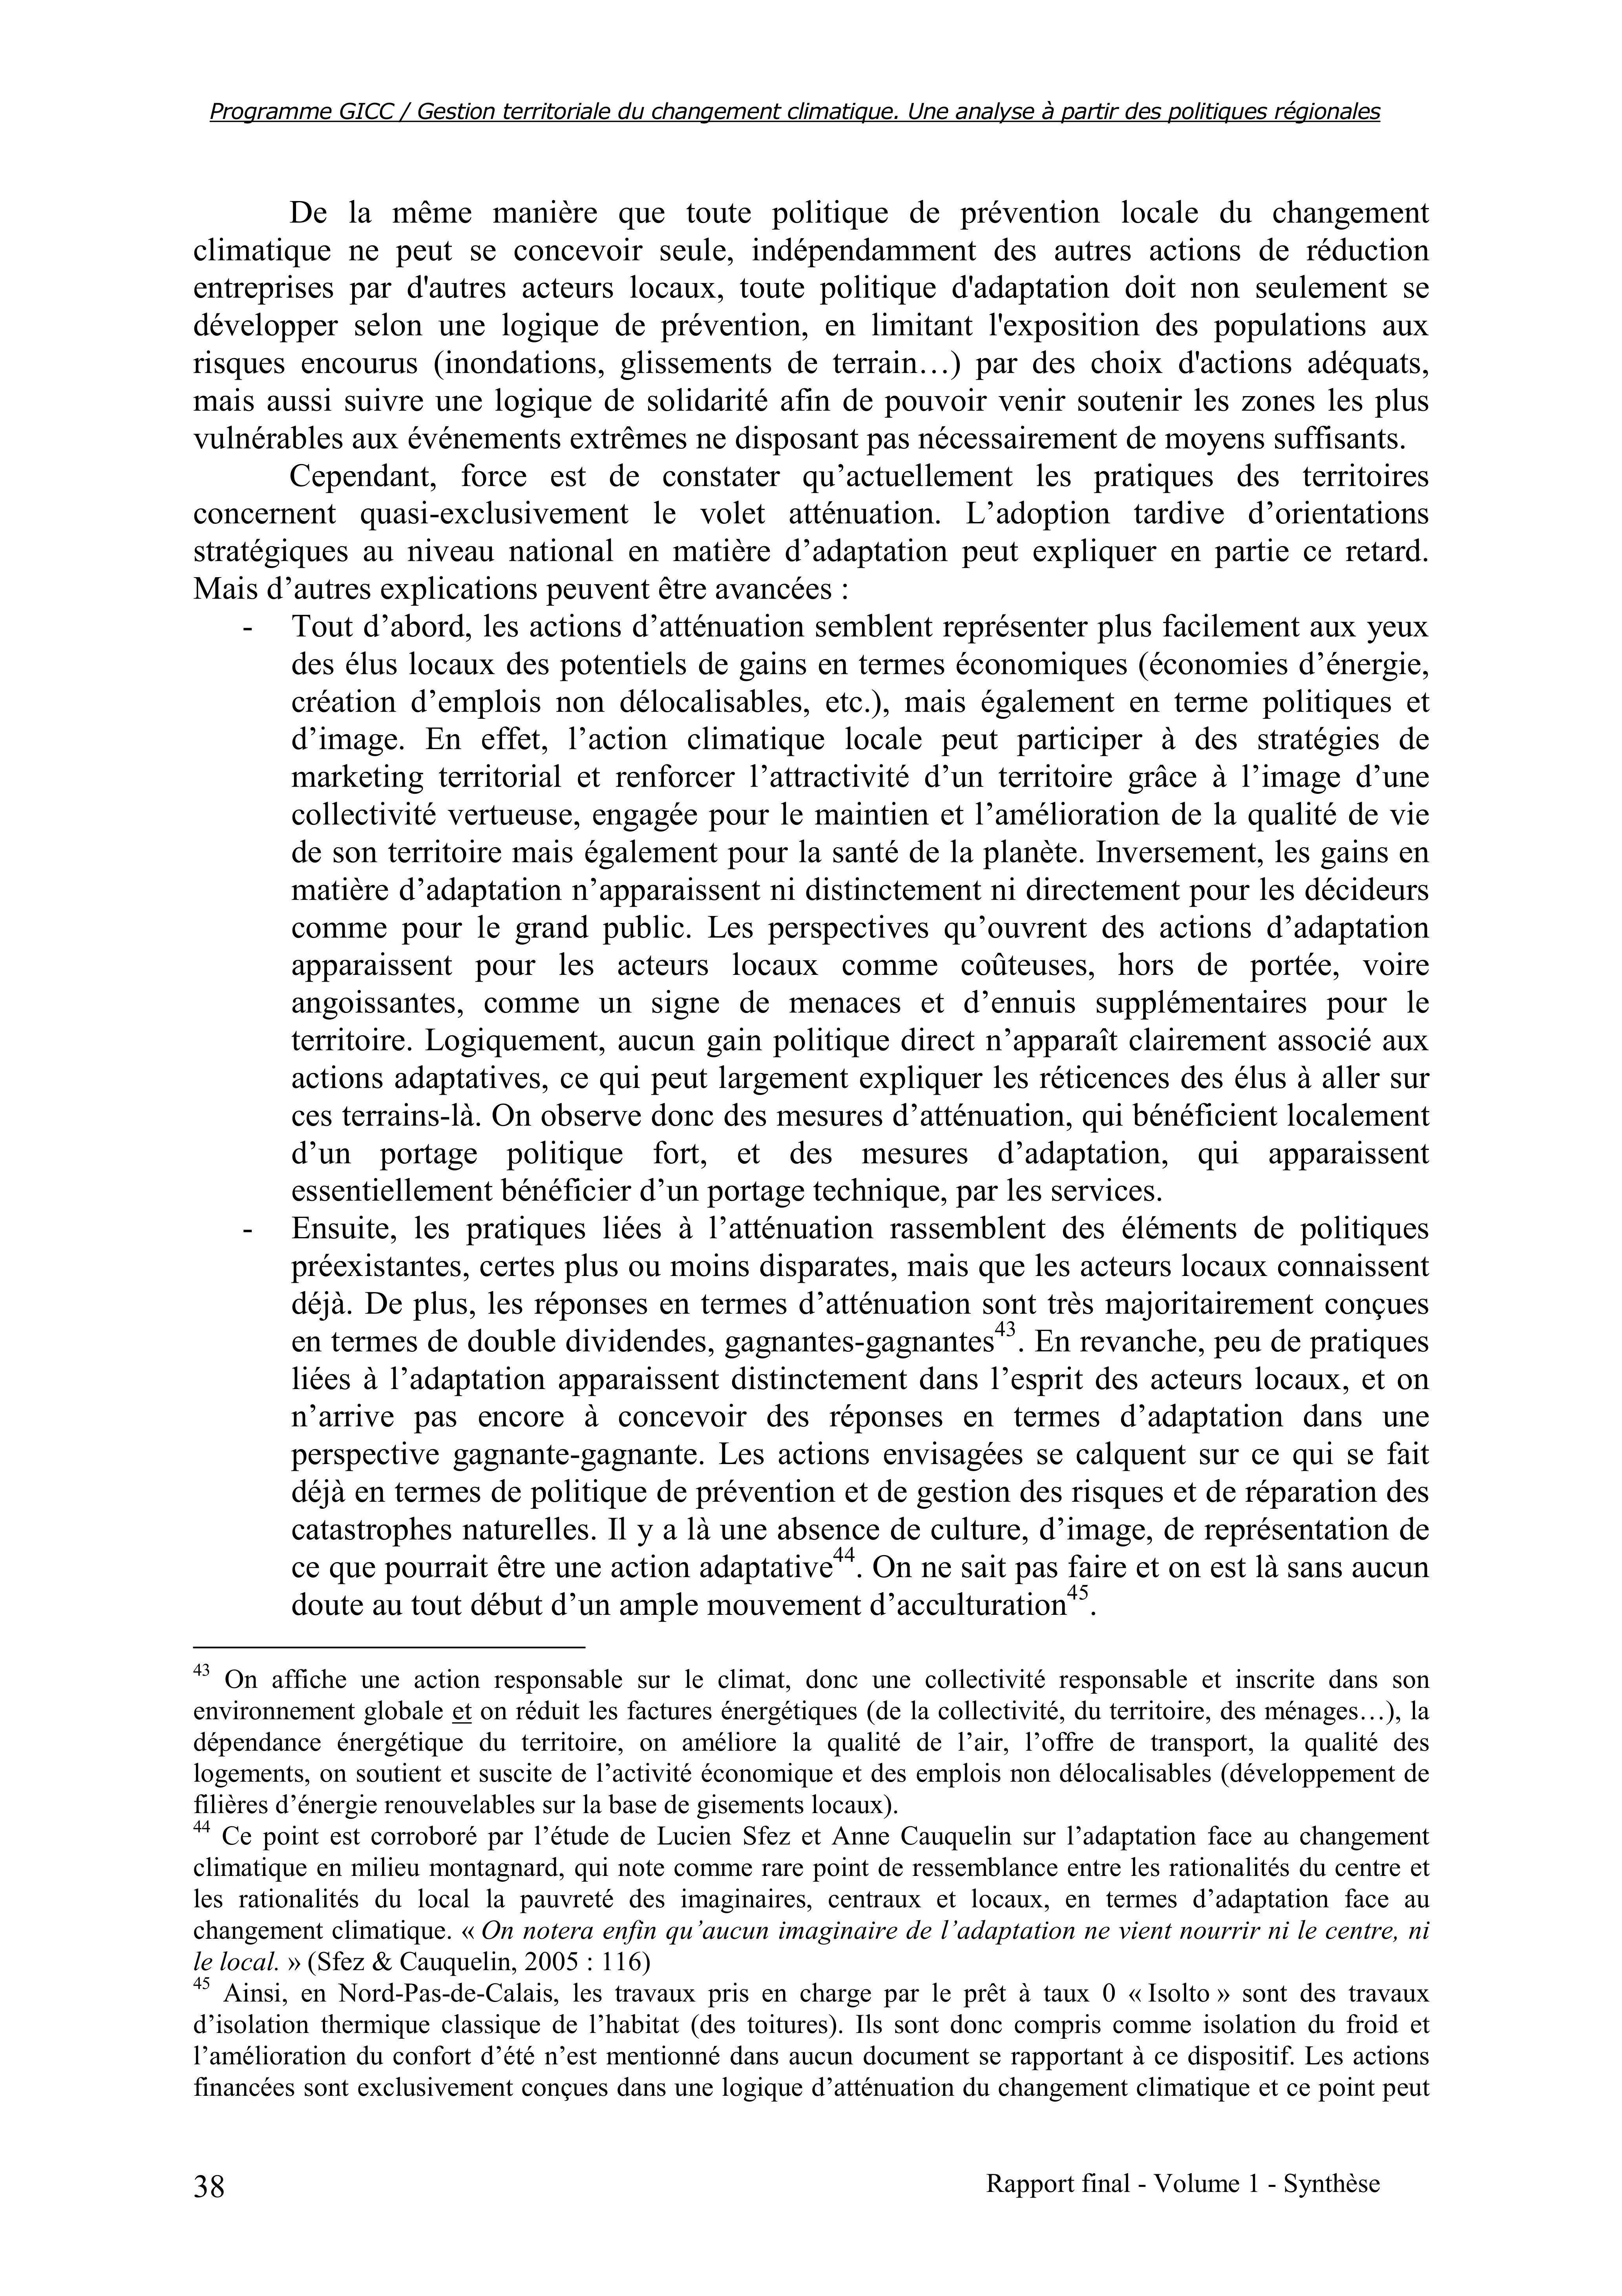 Programme GICC / Gestion territoriale du changement climatique. Une analyse à partir des politiques régionales
De la même manière que toute politique de prévention locale du changement
climatique ne peut se concevoir seule, indépendamment des autres actions de réduction
entreprises par d'autres acteurs locaux, toute politique d'adaptation doit non seulement se
développer selon une logique de prévention, en limitant l'exposition des populations aux
risques encourus (inondations, glissements de terrain…) par des choix d'actions adéquats,
mais aussi suivre une logique de solidarité afin de pouvoir venir soutenir les zones les plus
vulnérables aux événements extrêmes ne disposant pas nécessairement de moyens suffisants.
Cependant, force est de constater qu’actuellement les pratiques des territoires
concernent quasi-exclusivement le volet atténuation. L’adoption tardive d’orientations
stratégiques au niveau national en matière d’adaptation peut expliquer en partie ce retard.
Mais d’autres explications peuvent être avancées :
- Tout d’abord, les actions d’atténuation semblent représenter plus facilement aux yeux
des élus locaux des potentiels de gains en termes économiques (économies d’énergie,
création d’emplois non délocalisables, etc.), mais également en terme politiques et
d’image. En effet, l’action climatique locale peut participer à des stratégies de
marketing territorial et renforcer l’attractivité d’un territoire grâce à l’image d’une
collectivité vertueuse, engagée pour le maintien et l’amélioration de la qualité de vie
de son territoire mais également pour la santé de la planète. Inversement, les gains en
matière d’adaptation n’apparaissent ni distinctement ni directement pour les décideurs
comme pour le grand public. Les perspectives qu’ouvrent des actions d’adaptation
apparaissent pour les acteurs locaux comme coûteuses, hors de portée, voire
angoissantes, comme un signe de menaces et d’ennuis supplémentaires pour le
territoire. Logiquement, aucun gain politique direct n’apparaît clairement associé aux
actions adaptatives, ce qui peut largement expliquer les réticences des élus à aller sur
ces terrains-là. On observe donc des mesures d’atténuation, qui bénéficient localement
d’un portage politique fort, et des mesures d’adaptation, qui apparaissent
essentiellement bénéficier d’un portage technique, par les services.
- Ensuite, les pratiques liées à l’atténuation rassemblent des éléments de politiques
préexistantes, certes plus ou moins disparates, mais que les acteurs locaux connaissent
déjà. De plus, les réponses en termes d’atténuation sont très majoritairement conçues
en termes de double dividendes, gagnantes-gagnantes43. En revanche, peu de pratiques
liées à l’adaptation apparaissent distinctement dans l’esprit des acteurs locaux, et on
n’arrive pas encore à concevoir des réponses en termes d’adaptation dans une
perspective gagnante-gagnante. Les actions envisagées se calquent sur ce qui se fait
déjà en termes de politique de prévention et de gestion des risques et de réparation des
catastrophes naturelles. Il y a là une absence de culture, d’image, de représentation de
ce que pourrait être une action adaptative44. On ne sait pas faire et on est là sans aucun
doute au tout début d’un ample mouvement d’acculturation45.
43 On affiche une action responsable sur le climat, donc une collectivité responsable et inscrite dans son
environnement globale et on réduit les factures énergétiques (de la collectivité, du territoire, des ménages…), la
dépendance énergétique du territoire, on améliore la qualité de l’air, l’offre de transport, la qualité des
logements, on soutient et suscite de l’activité économique et des emplois non délocalisables (développement de
filières d’énergie renouvelables sur la base de gisements locaux).
44 Ce point est corroboré par l’étude de Lucien Sfez et Anne Cauquelin sur l’adaptation face au changement
climatique en milieu montagnard, qui note comme rare point de ressemblance entre les rationalités du centre et
les rationalités du local la pauvreté des imaginaires, centraux et locaux, en termes d’adaptation face au
changement climatique. « On notera enfin qu’aucun imaginaire de l’adaptation ne vient nourrir ni le centre, ni
le local. » (Sfez & Cauquelin, 2005 : 116)
45 Ainsi, en Nord-Pas-de-Calais, les travaux pris en charge par le prêt à taux 0 « Isolto » sont des travaux
d’isolation thermique classique de l’habitat (des toitures). Ils sont donc compris comme isolation du froid et
l’amélioration du confort d’été n’est mentionné dans aucun document se rapportant à ce dispositif. Les actions
financées sont exclusivement conçues dans une logique d’atténuation du changement climatique et ce point peut
38 Rapport final - Volume 1 - Synthèse